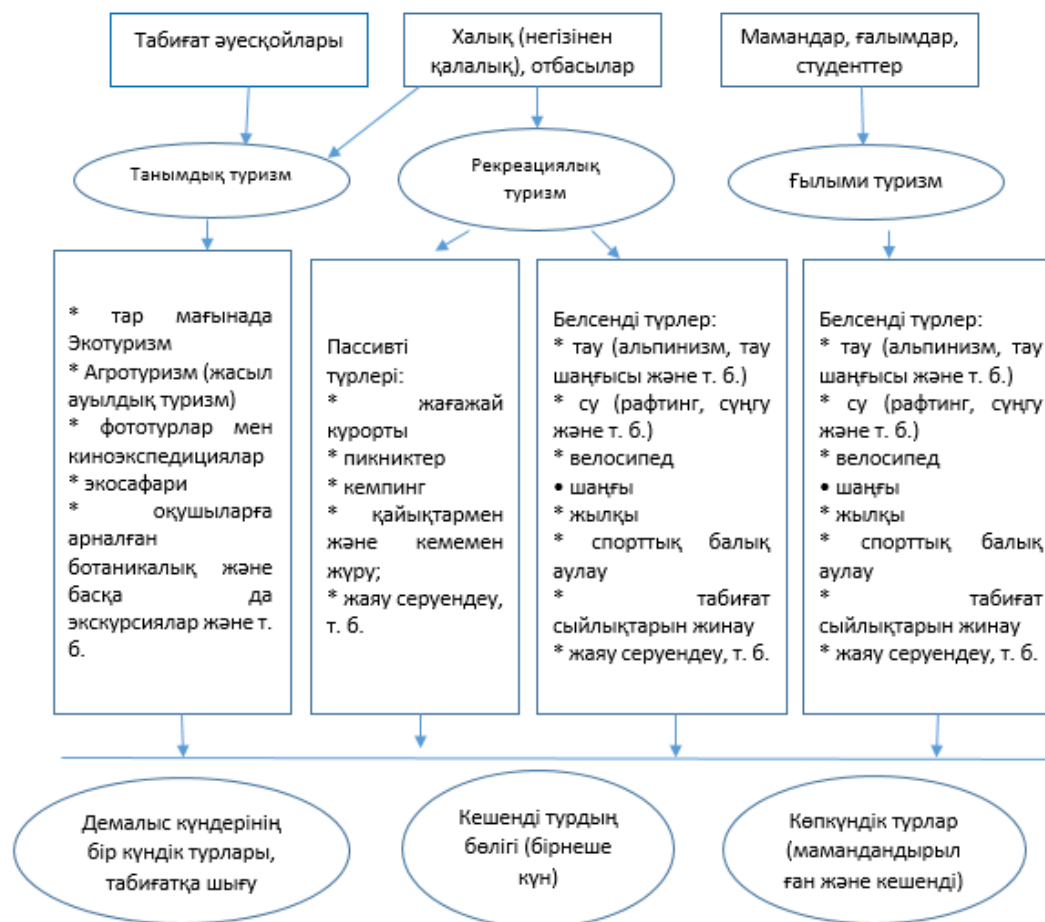 Табиғат әуесқойлары
Халық (негізінен
қалалық), отбасылар
Мамандар, ғалымдар,
студенттер
Танымдық туризм
Рекреациялық
туризм
Ғылыми туризм
* тар мағынада
Экотуризм
* Агротуризм (жасыл
ауылдық туризм)
* фототурлар мен
киноэкспедициялар
* экосафари
* оқушыларға
арналған
ботаникалық және
басқа да
экскурсиялар және т.
б.
Пассивті
түрлері:
* жағажай
курорты
* пикниктер
* кемпинг
* қайықтармен
және кемемен
жүру;
* жаяу серуендеу,
т. б.
Белсенді түрлер:
* тау (альпинизм, тау
шаңғысы және т. б.)
* су (рафтинг, сүңгу
және т. б.)
* велосипед
• шаңғы
* жылқы
* спорттық балық
аулау
* табиғат
сыйлықтарын жинау
* жаяу серуендеу, т. б.
Белсенді түрлер:
* тау (альпинизм, тау
шаңғысы және т. б.)
* су (рафтинг, сүңгу
және т. б.)
* велосипед
• шаңғы
* жылқы
* спорттық балық
аулау
* табиғат
сыйлықтарын жинау
* жаяу серуендеу, т. б.
Демалыс күндерінің
бір күндік турлары,
табиғатқа шығу
Кешенді турдың
бөлігі (бірнеше
күн)
Көпкүндік турлар
(мамандандырыл
ған және кешенді)